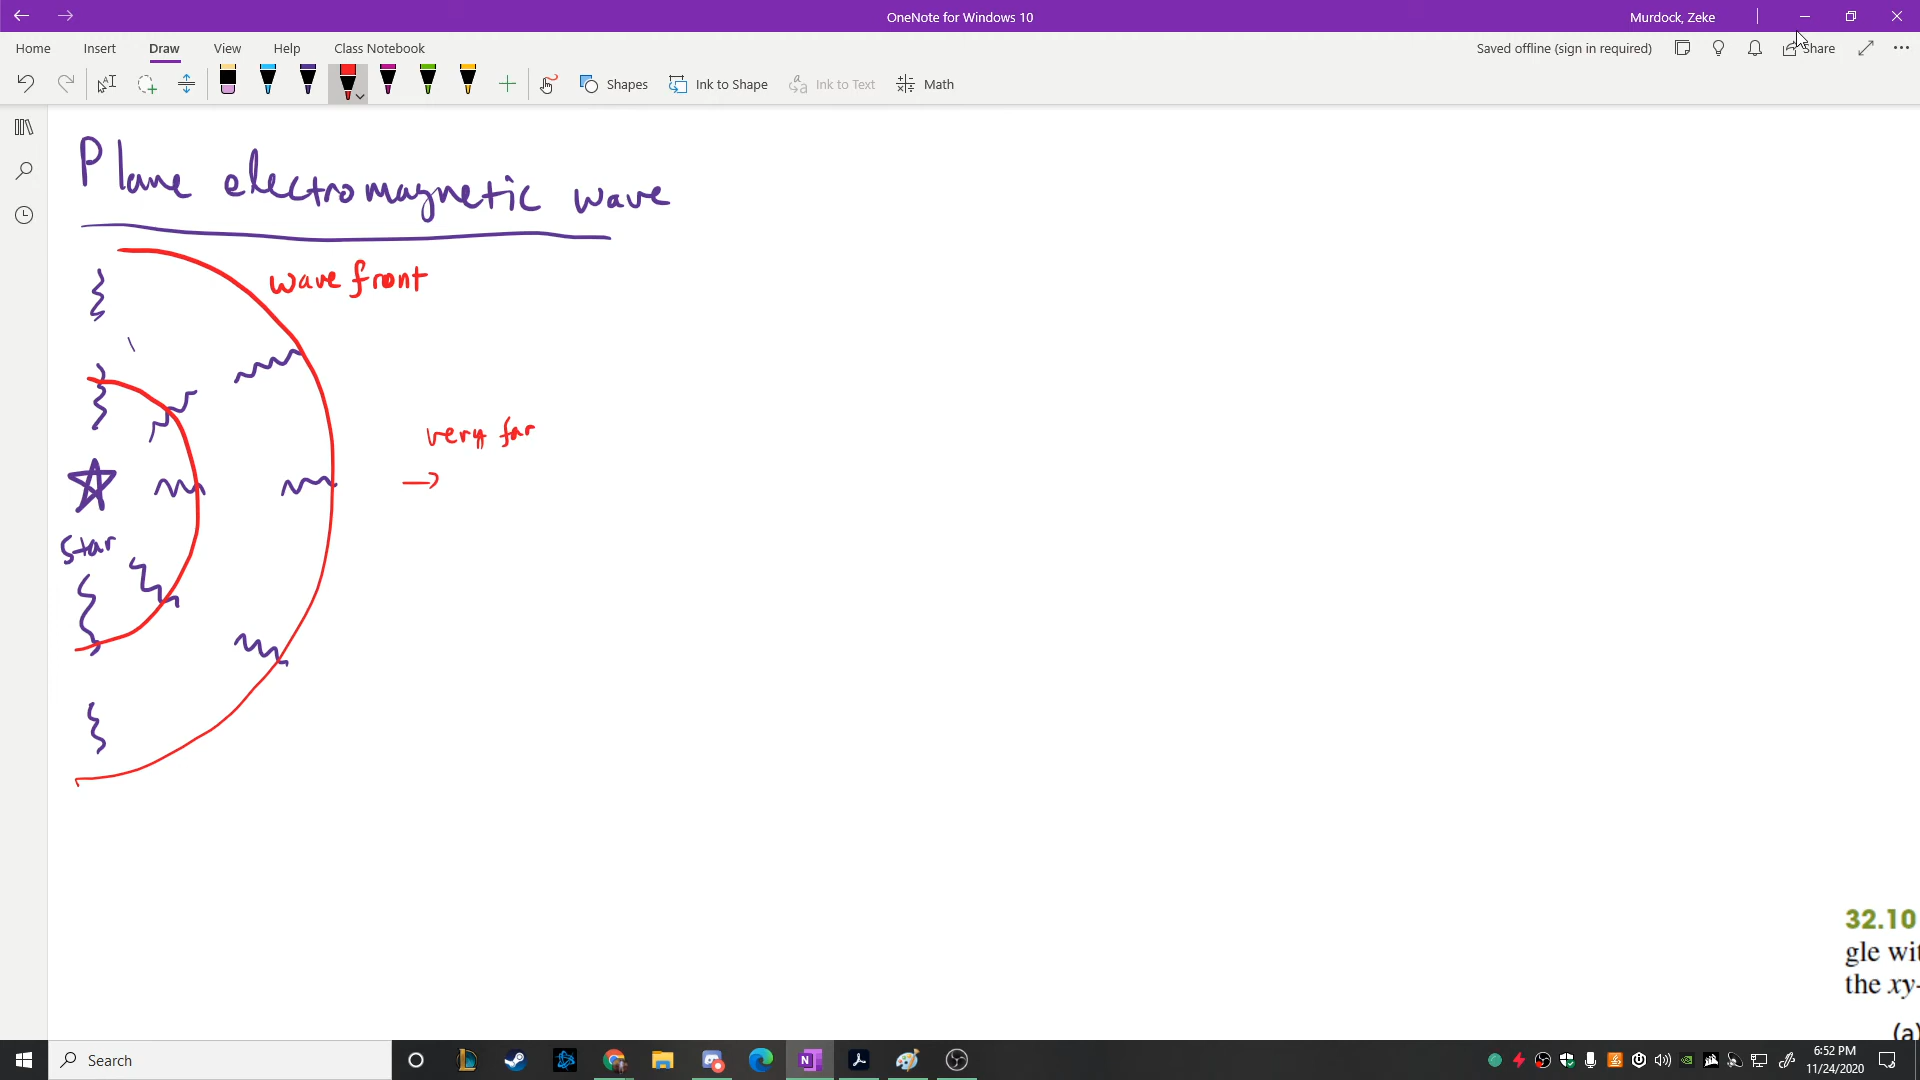 OneNote for Windows 10
Murdock, Zeke
Home Insert Draw View Help Class Notebook
Saved offline (sign in required)
Share
Shapes
Ink to Shape
Ink to Text
Math
Plane electromagnetic wave
wave front
very far
Star
32.10
gle wit
the xy-
(a)
Search
6:52 PM
11/24/2020